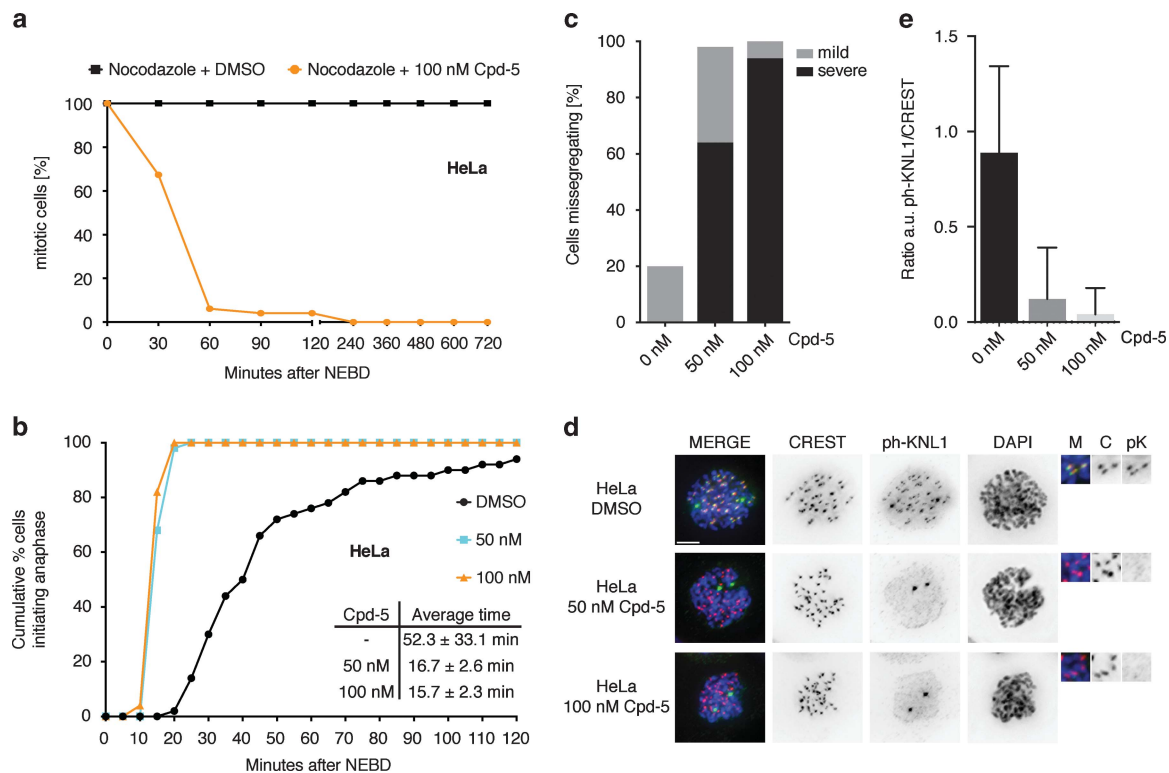 a
Nocodazole + DMSO
Nocodazole + 100 nM Cpd-5
mitotic cells [%]
100
80
60
40
20
0
HeLa
0 30 60 90 120 240 360 480 600 720
Minutes after NEBD
b
Cumulative % cells
initiating anaphase
100
80
60
40
20
0
DMSO
50 nM
100 nM
HeLa
Cpd-5 Average time
- 52.3 ± 33.1 min
50 nM 16.7 ± 2.6 min
100 nM 15.7 ± 2.3 min
0 10 20 30 40 50 60 70 80 90 100 110 120
Minutes after NEBD
c
Cells missegregating [%]
100
80
60
40
20
0
mild
severe
0 nM 50 nM 100 nM Cpd-5
e
Ratio a.u. ph-KNL1/CREST
1.5
1.0
0.5
0.0
0 nM 50 nM 100 nM Cpd-5
d
MERGE CREST ph-KNL1 DAPI M C pK
HeLa
DMSO
HeLa
50 nM Cpd-5
HeLa
100 nM Cpd-5